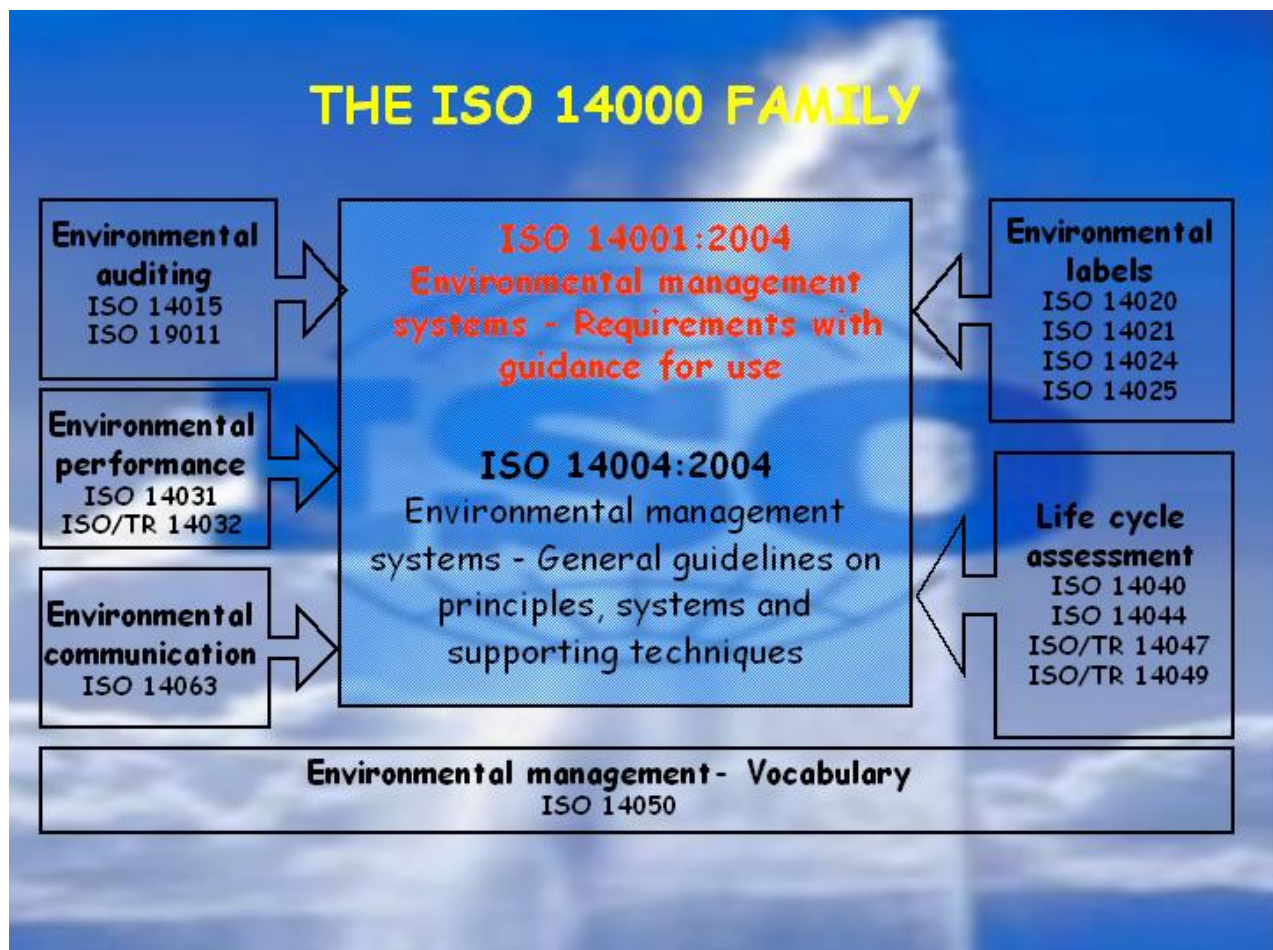 THE ISO 14000 FAMILY
Environmental
auditing
ISO 14015
ISO 19011
Environmental
performance
ISO 14031
ISO/TR 14032
Environmental
communication
ISO 14063
ISO 14001:2004
Environmental management
systems - Requirements with
guidance for use
ISO 14004:2004
Environmental management
systems - General guidelines on
principles, systems and
supporting techniques
Environmental
labels
ISO 14020
ISO 14021
ISO 14024
ISO 14025
Life cycle
assessment
ISO 14040
ISO 14044
ISO/TR 14047
ISO/TR 14049
Environmental management- Vocabulary
ISO 14050
ISO